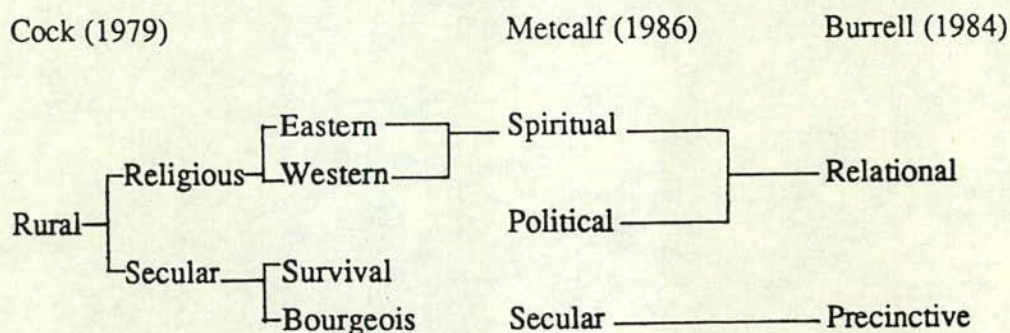 Cock (1979) Metcalf (1986) Burrell (1984)
Eastern Spiritual
Religious Western Relational
Rural Political
Secular Survival
Bourgeois Secular Precinctive